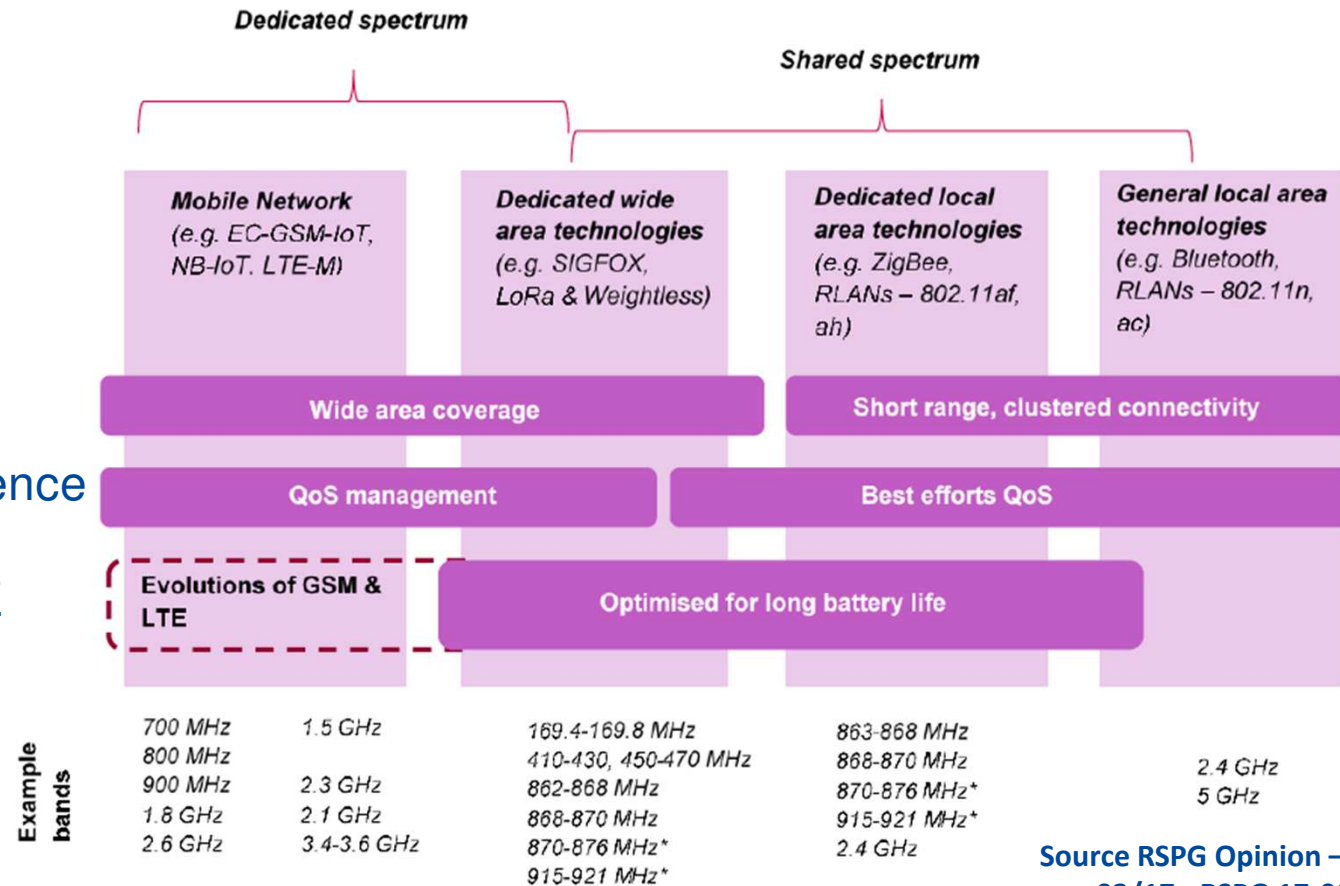 Dedicated spectrum
Shared spectrum
Mobile Network
(e.g. EC-GSM-IoT,
NB-IoT. LTE-M)
Dedicated wide
area technologies
(e.g. SIGFOX,
LoRa & Weightless)
Dedicated local
area technologies
(e.g. ZigBee,
RLANs – 802.11af,
ah)
General local area
technologies
(e.g. Bluetooth,
RLANs – 802.11n,
ac)
Wide area coverage
Short range, clustered connectivity
ence
QoS management
Best efforts QoS
Evolutions of GSM &
LTE
Optimised for long battery life
Example
bands
700 MHz 1.5 GHz
800 MHz
900 MHz 2.3 GHz
1.8 GHz 2.1 GHz
2.6 GHz 3.4-3.6 GHz
169.4-169.8 MHz
410-430, 450-470 MHz
862-868 MHz
868-870 MHz
870-876 MHz*
915-921 MHz*
863-868 MHz
868-870 MHz
870-876 MHz*
915-921 MHz*
2.4 GHz
2.4 GHz
5 GHz
Source RSPG Opinion –